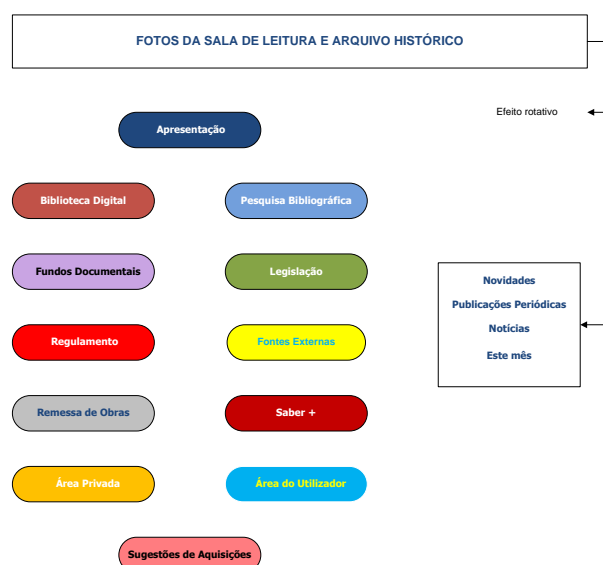 FOTOS DA SALA DE LEITURA E ARQUIVO HISTÓRICO
Efeito rotativo
Apresentação
Biblioteca Digital
Pesquisa Bibliográfica
Fundos Documentais
Legislação
Novidades
Publicações Periódicas
Notícias
Este mês
Regulamento
Fontes Externas
Remessa de Obras
Saber +
Área Privada
Área do Utilizador
Sugestões de Aquisições